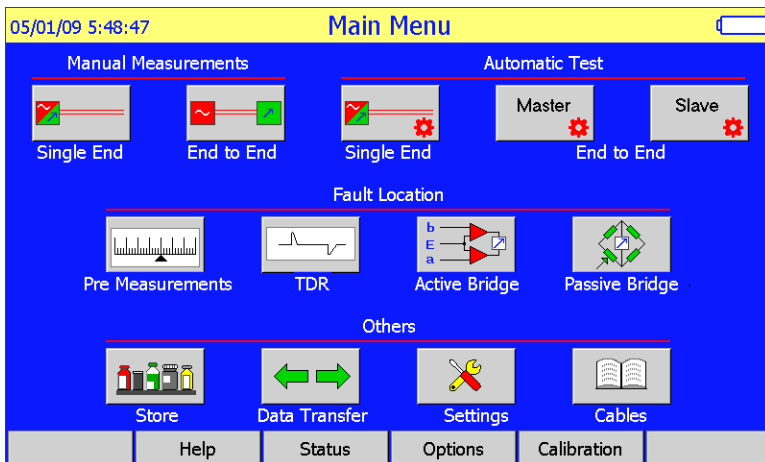 05/01/09 5:48:47 Main Menu
Manual Measurements Automatic Test
Master Slave
Single End End to End Single End End to End
Fault Location
b
E
a
Pre Measurements TDR Active Bridge Passive Bridge
Others
Store Data Transfer Settings Cables
Help Status Options Calibration